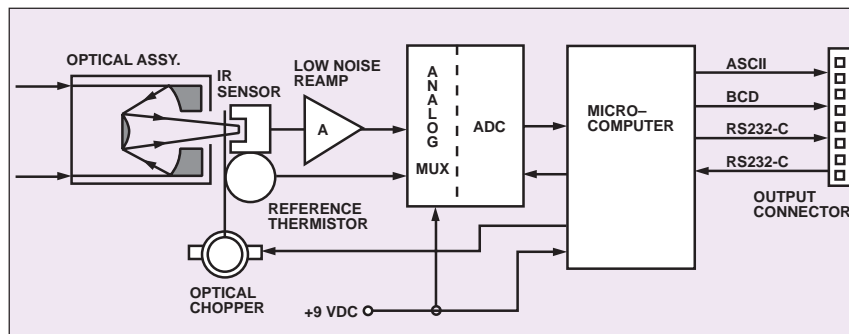 OPTICAL ASSY.
IR
SENSOR
LOW NOISE
REAMP
A
ANALOG
MUX
ADC
MICRO–
COMPUTER
ASCII
BCD
RS232-C
RS232-C
OUTPUT
CONNECTOR
REFERENCE
THERMISTOR
OPTICAL
CHOPPER
+9 VDC